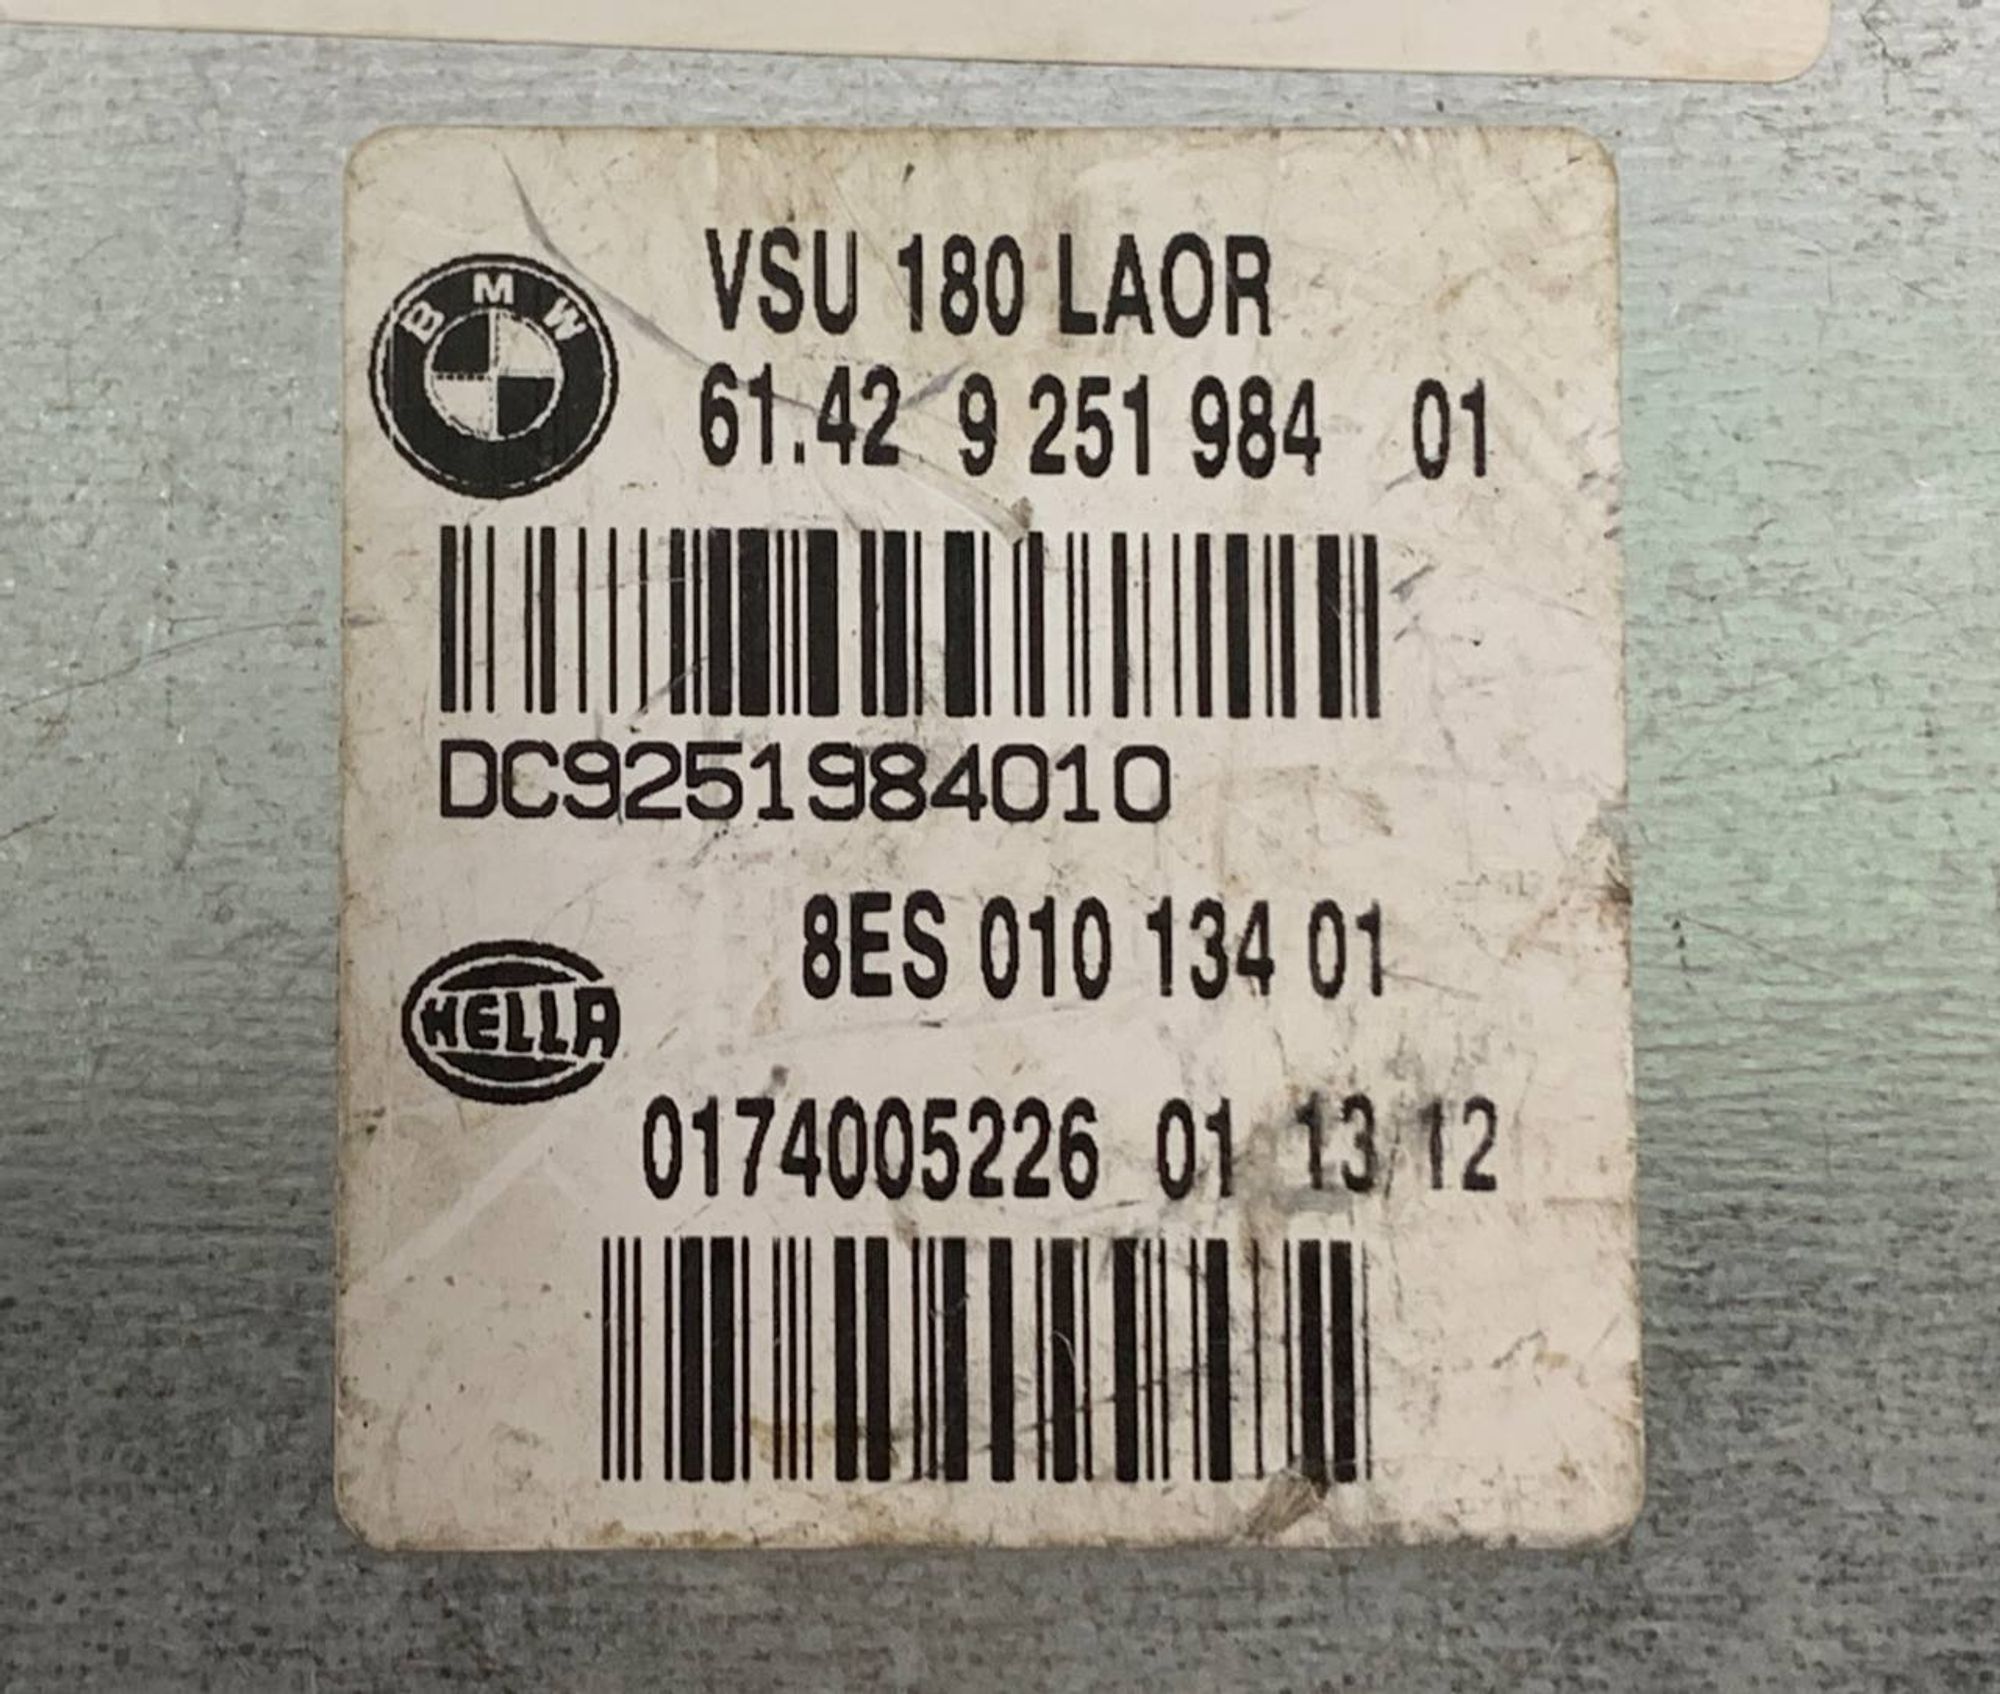 BMW
VSU 180 LAOR
61.42 9 251 984 01
DC9251984010
8ES 010 134 01
HELLA
0174005226 01 13/12